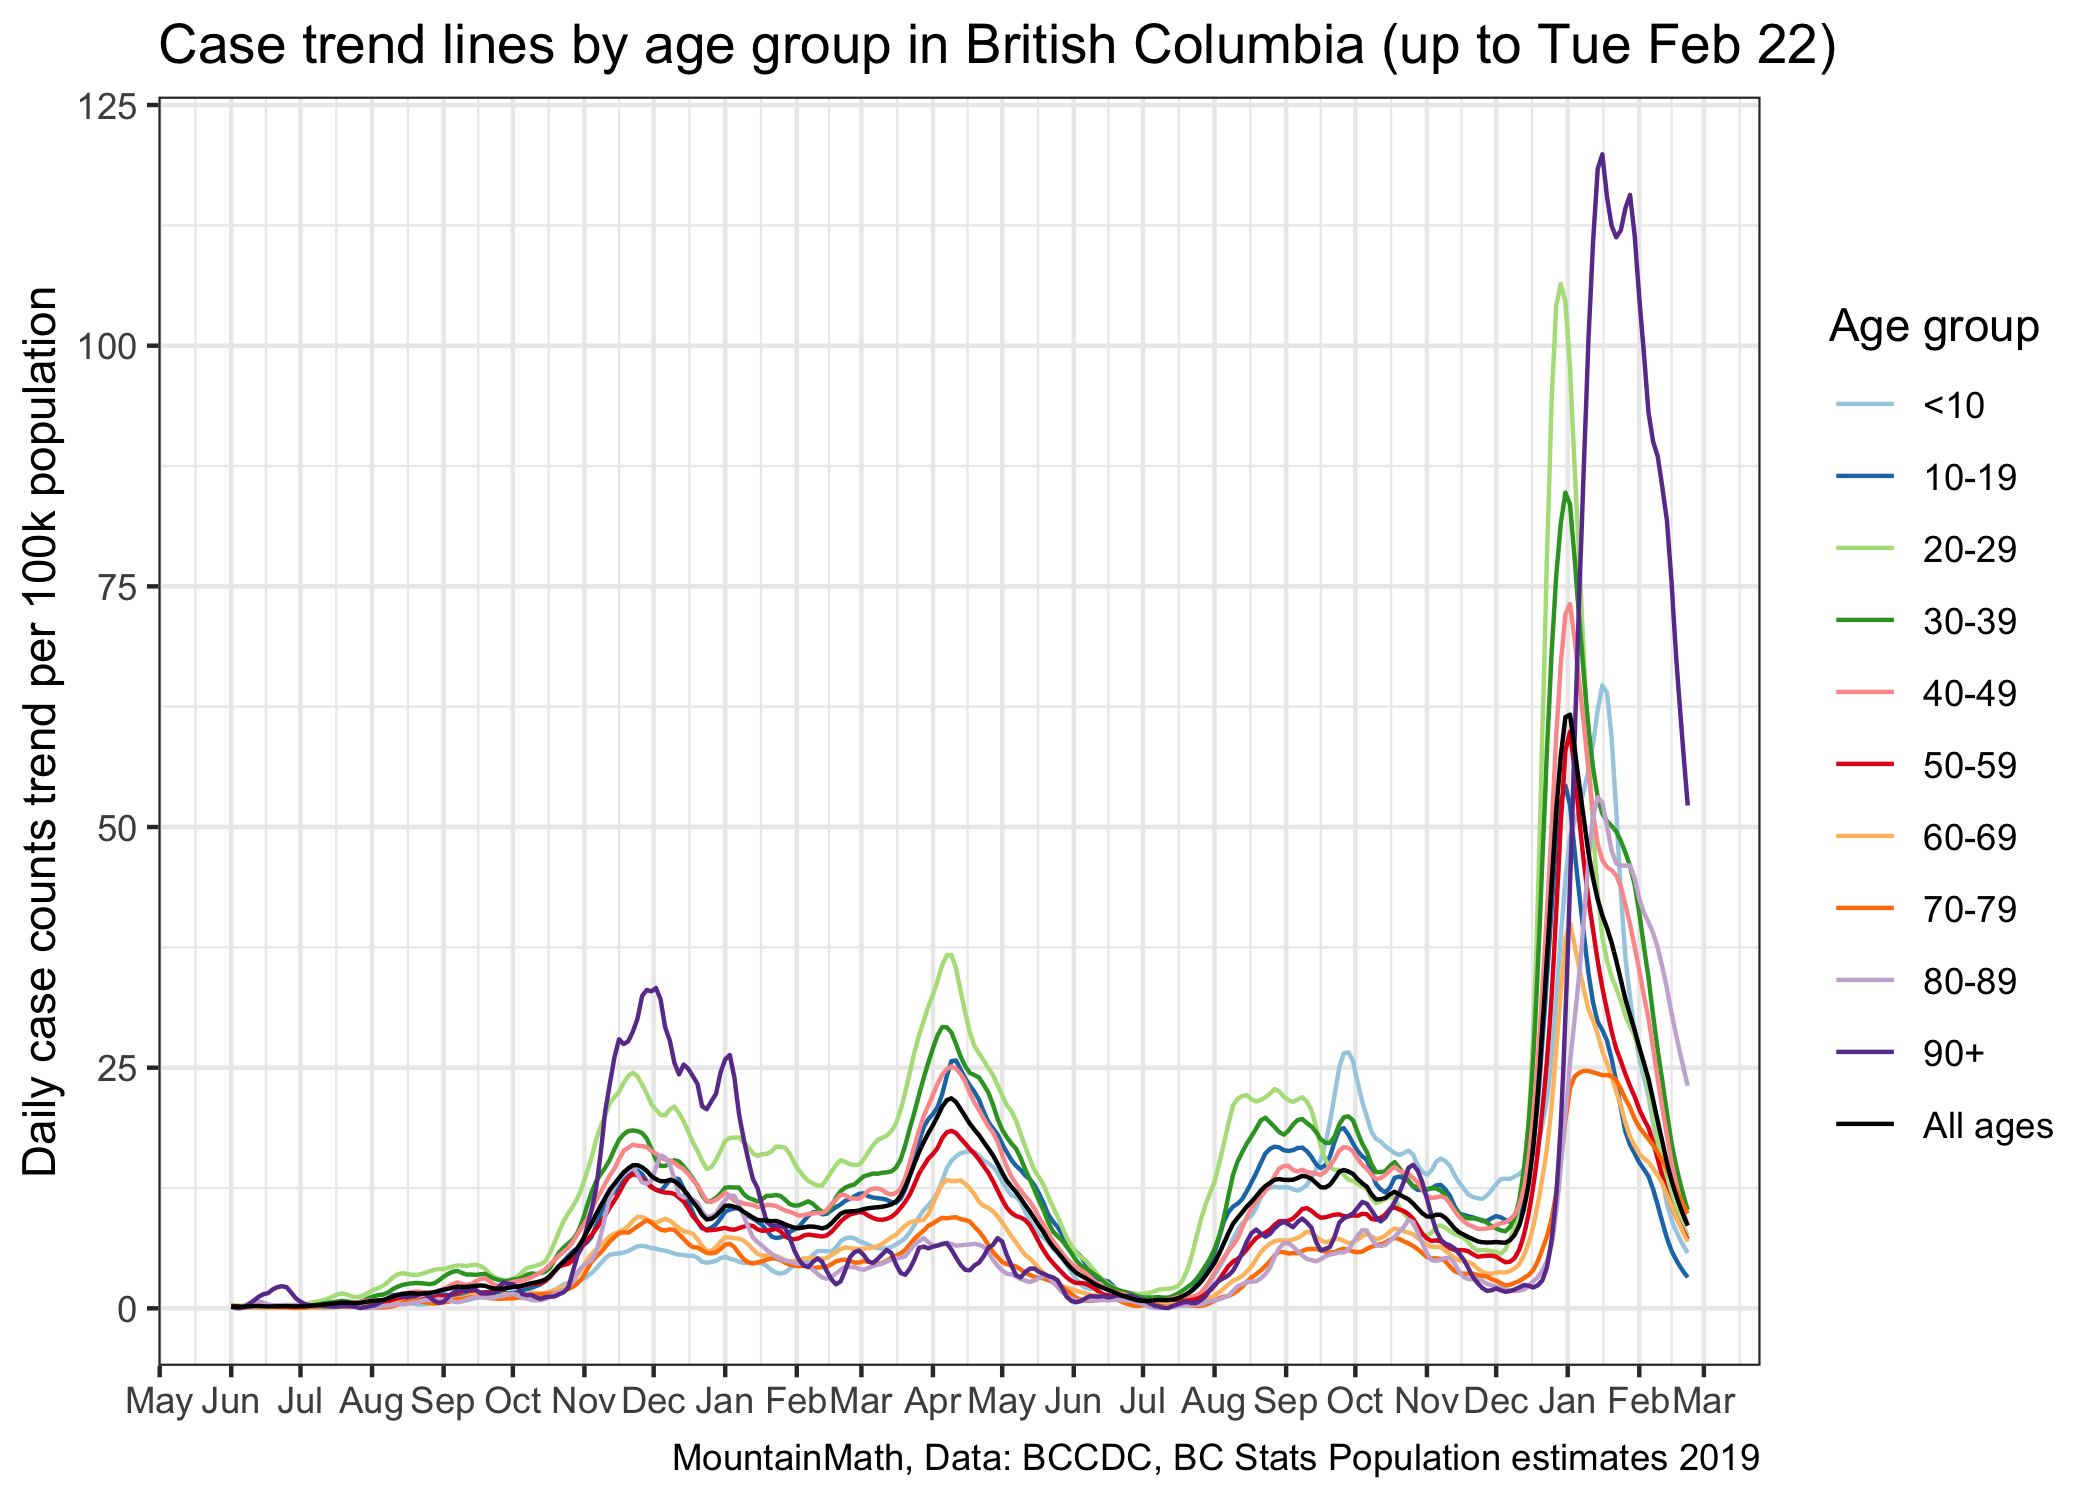 Case trend lines by age group in British Columbia (up to Tue Feb 22)
Daily case counts trend per 100k population
125
100
75
50
25
0
May Jun Jul Aug Sep Oct Nov Dec Jan Feb Mar Apr May Jun Jul Aug Sep Oct Nov Dec Jan Feb Mar
Age group
<10
10-19
20-29
30-39
40-49
50-59
60-69
70-79
80-89
90+
All ages
MountainMath, Data: BCCDC, BC Stats Population estimates 2019